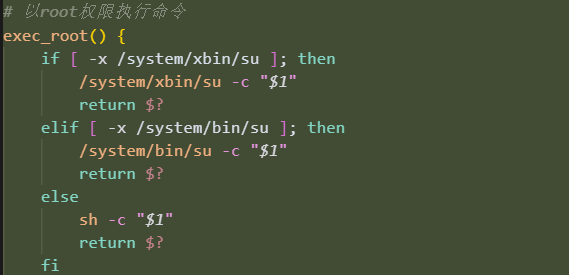 # 以root权限执行命令
exec_root() {
    if [ -x /system/xbin/su ]; then
        /system/xbin/su -c "$1"
        return $?
    elif [ -x /system/bin/su ]; then
        /system/bin/su -c "$1"
        return $?
    else
        sh -c "$1"
        return $?
    fi